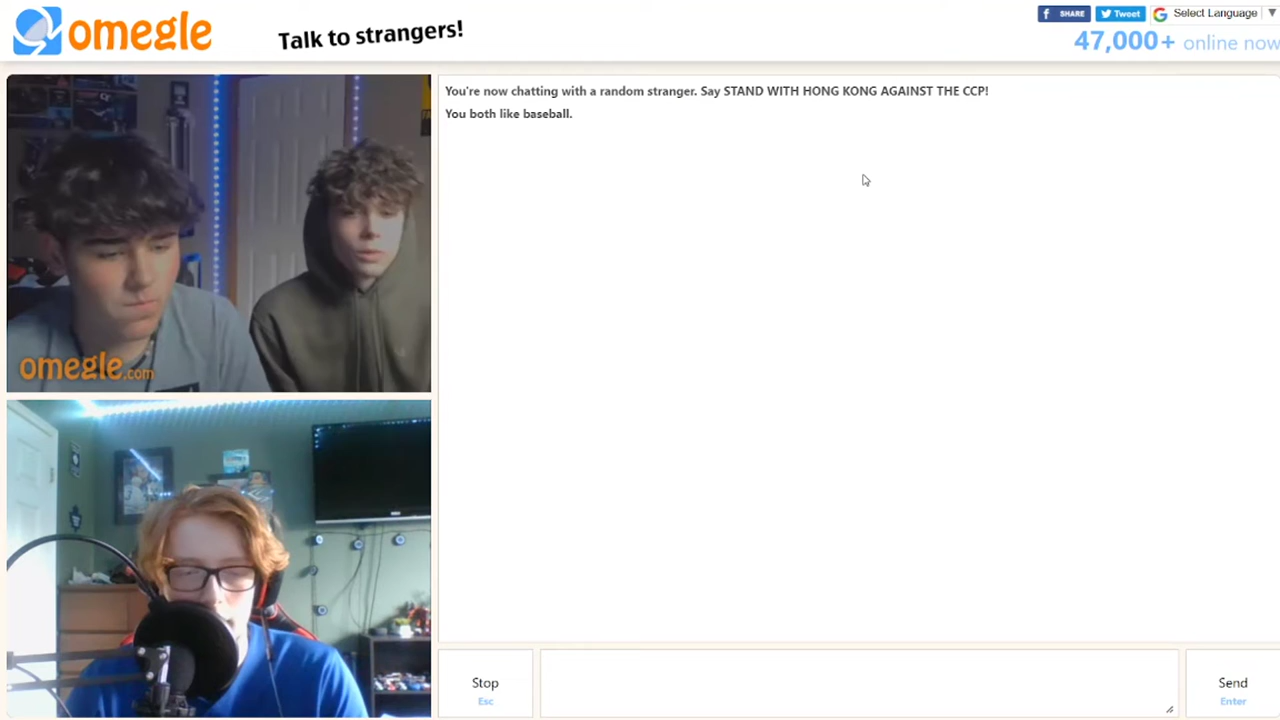 omegle
Talk to strangers!
SHARE
Tweet
Select Language
47,000+ online now
You're now chatting with a random stranger. Say STAND WITH HONG KONG AGAINST THE CCP!
You both like baseball.
omegle.com
Stop
Esc
Send
Enter